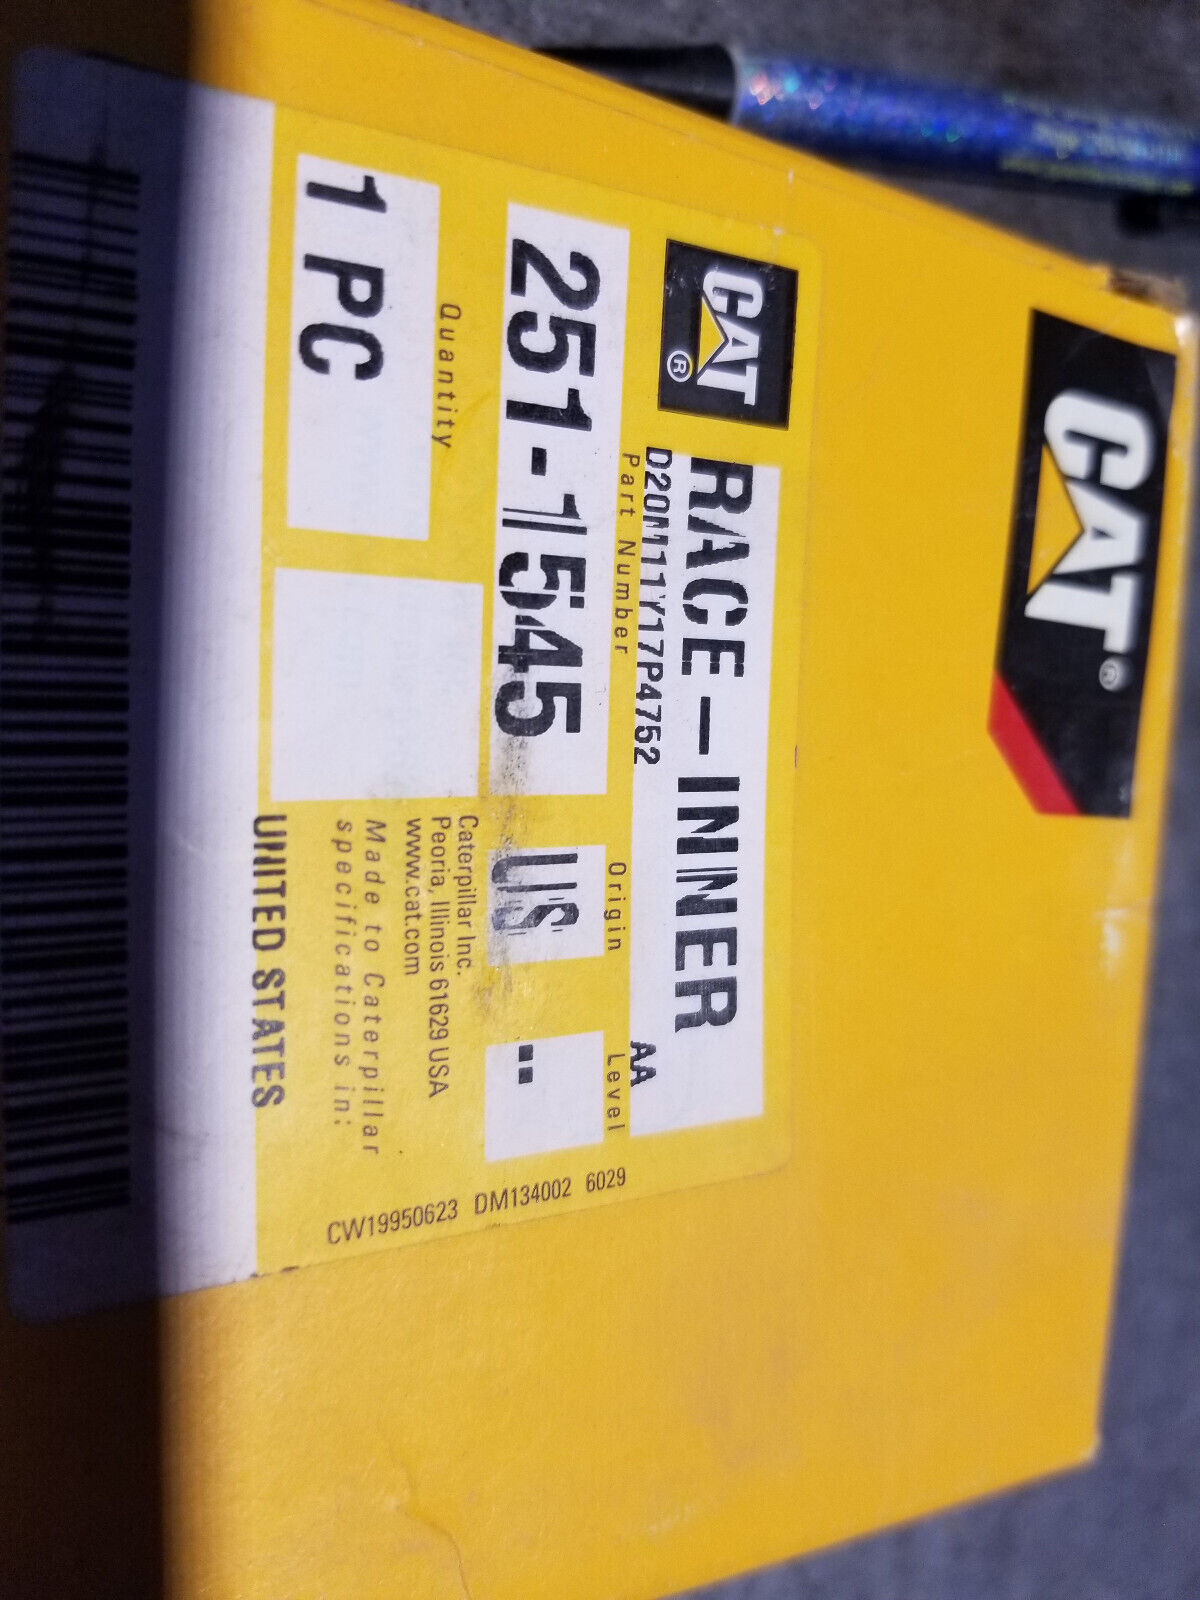 CAT®
CAT®
RACE-INNER
D20M11Y17P4752
AA
Part Number
Origin
Level
251-1545
US
--
Quantity
1 PC
Caterpillar Inc.
Peoria, Illinois 61629 USA
www.cat.com
Made to Caterpillar
specifications in:
UNITED STATES
CW19950623 DM134002 6029